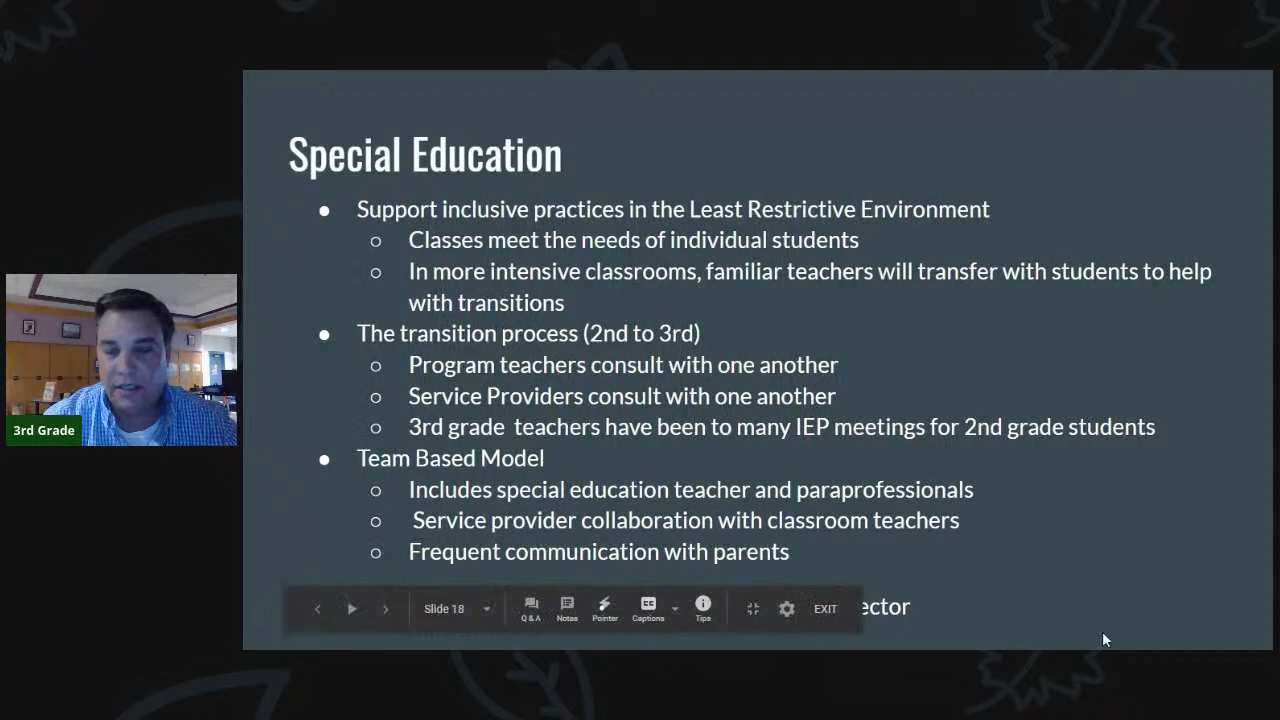 Special Education
● Support inclusive practices in the Least Restrictive Environment
○ Classes meet the needs of individual students
○ In more intensive classrooms, familiar teachers will transfer with students to help
with transitions
● The transition process (2nd to 3rd)
○ Program teachers consult with one another
○ Service Providers consult with one another
○ 3rd grade  teachers have been to many IEP meetings for 2nd grade students
● Team Based Model
○ Includes special education teacher and paraprofessionals
○ Service provider collaboration with classroom teachers
○ Frequent communication with parents
3rd Grade
Slide 18
Q & A Notes Pointer Captions Tips EXIT